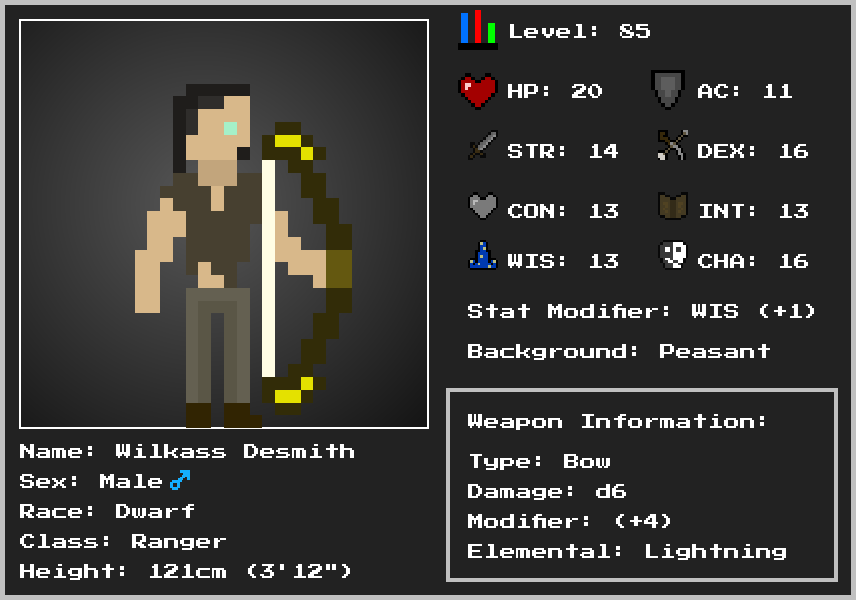 Level: 85
HP: 20
AC: 11
STR: 14
DEX: 16
CON: 13
INT: 13
WIS: 13
CHA: 16
Stat Modifier: WIS (+1)
Background: Peasant
Weapon Information:
Type: Bow
Damage: d6
Modifier: (+4)
Elemental: Lightning
Name: Wilkass Desmith
Sex: Male ♂
Race: Dwarf
Class: Ranger
Height: 121cm (3'12")